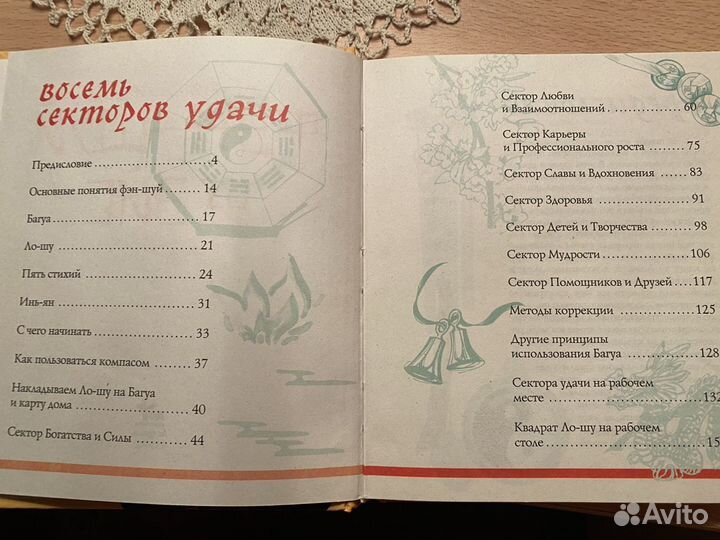 восемь
секторов удачи
Предисловие 4
Основные понятия фэн-шуй 14
Багуа 17
Ло-шу 21
Пять стихий 24
Инь-ян 31
С чего начинать 33
Как пользоваться компасом 37
Накладываем Ло-шу на Багуа
и карту дома 40
Сектор Богатства и Силы 44
Сектор Любви
и Взаимоотношений 60
Сектор Карьеры
и Профессионального роста 75
Сектор Славы и Вдохновения 83
Сектор Здоровья 91
Сектор Детей и Творчества 98
Сектор Мудрости 106
Сектор Помощников и Друзей 117
Методы коррекции 125
Другие принципы
использования Багуа 128
Сектора удачи на рабочем
месте 132
Квадрат Ло-шу на рабочем
столе 15
Avito